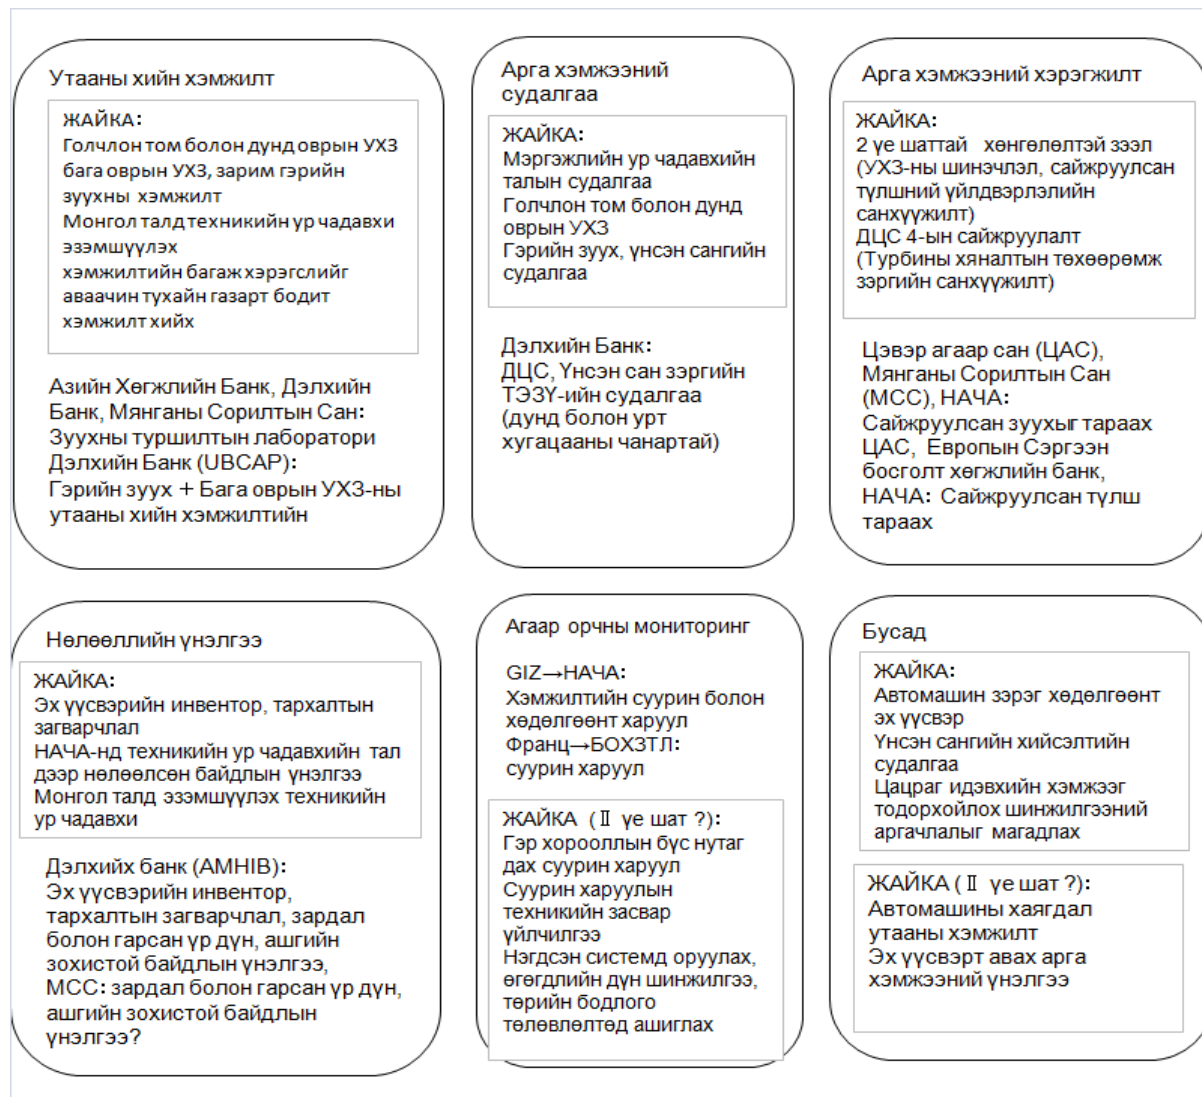 Утааны хийн хэмжилт
ЖАЙКА:
Голчлон том болон дунд оврын УХЗ
бага оврын УХЗ, зарим гэрийн
зуухны хэмжилт
Монгол талд техникийн ур чадавхи
эзэмшүүлэх
хэмжилтийн багаж хэрэгслийг
аваачин тухайн газарт бодит
хэмжилт хийх
Азийн Хөгжлийн Банк, Дэлхийн
Банк, Мянганы Сорилтын Сан:
Зуухны туршилтын лаборатори
Дэлхийн Банк (UBCAP):
Гэрийн зуух + Бага оврын УХЗ-ны
утааны хийн хэмжилтийн
Арга хэмжээний
судалгаа
ЖАЙКА:
Мэргэжлийн ур чадавхийн
талын судалгаа
Голчлон том болон дунд
оврын УХЗ
Гэрийн зуух, үнсэн сангийн
судалгаа
Дэлхийн Банк:
ДЦС, Үнсэн сан зэргийн
ТЭЗҮ-ийн судалгаа
(дунд болон урт
хугацааны чанартай)
Арга хэмжээний хэрэгжилт
ЖАЙКА:
2 үе шаттай хөнгөлөлтэй зээл
(УХЗ-ны шинэчлэл, сайжруулсан
түлшний үйлдвэрлэлийн
санхүүжилт)
ДЦС 4-ын сайжруулалт
(Турбины хяналтын төхөөрөмж
зэргийн санхүүжилт)
Цэвэр агаар сан (ЦАС),
Мянганы Сорилтын Сан
(МСС), НАЧА:
Сайжруулсан зуухыг тараах
ЦАС, Европын Сэргээн
босголт хөгжлийн банк,
НАЧА: Сайжруулсан түлш
тараах
Нөлөөллийн үнэлгээ
ЖАЙКА:
Эх үүсвэрийн инвентор, тархалтын
загварчлал
НАЧА-нд техникийн ур чадавхийн тал
дээр нөлөөлсөн байдлын үнэлгээ
Монгол талд эзэмшүүлэх техникийн
ур чадавхи
Дэлхийх банк (AMHIB):
Эх үүсвэрийн инвентор,
тархалтын загварчлал, зардал
болон гарсан үр дүн, ашгийн
зохистой байдлын үнэлгээ,
МСС: зардал болон гарсан үр дүн,
ашгийн зохистой байдлын
үнэлгээ?
Агаар орчны мониторинг
GIZ→НАЧА:
Хэмжилтийн суурин болон
хөдөлгөөнт харуул
Франц→БОХЗТЛ:
суурин харуул
ЖАЙКА (Ⅱ үе шат ?):
Гэр хорооллын бүс нутаг
дах суурин харуул
Суурин харуулын
техникийн засвар
үйлчилгээ
Нэгдсэн системд оруулах,
өгөгдлийн дүн шинжилгээ,
төрийн бодлого
төлөвлөлтөд ашиглах
Бусад
ЖАЙКА:
Автомашин зэрэг хөдөлгөөнт
эх үүсвэр
Үнсэн сангийн хийсэлтийн
судалгаа
Цацраг идэвхийн хэмжээг
тодорхойлох шинжилгээний
аргачлалыг магадлах
ЖАЙКА (Ⅱ үе шат ?):
Автомашины хаягдал
утааны хэмжилт
Эх үүсвэрт авах арга
хэмжээний үнэлгээ